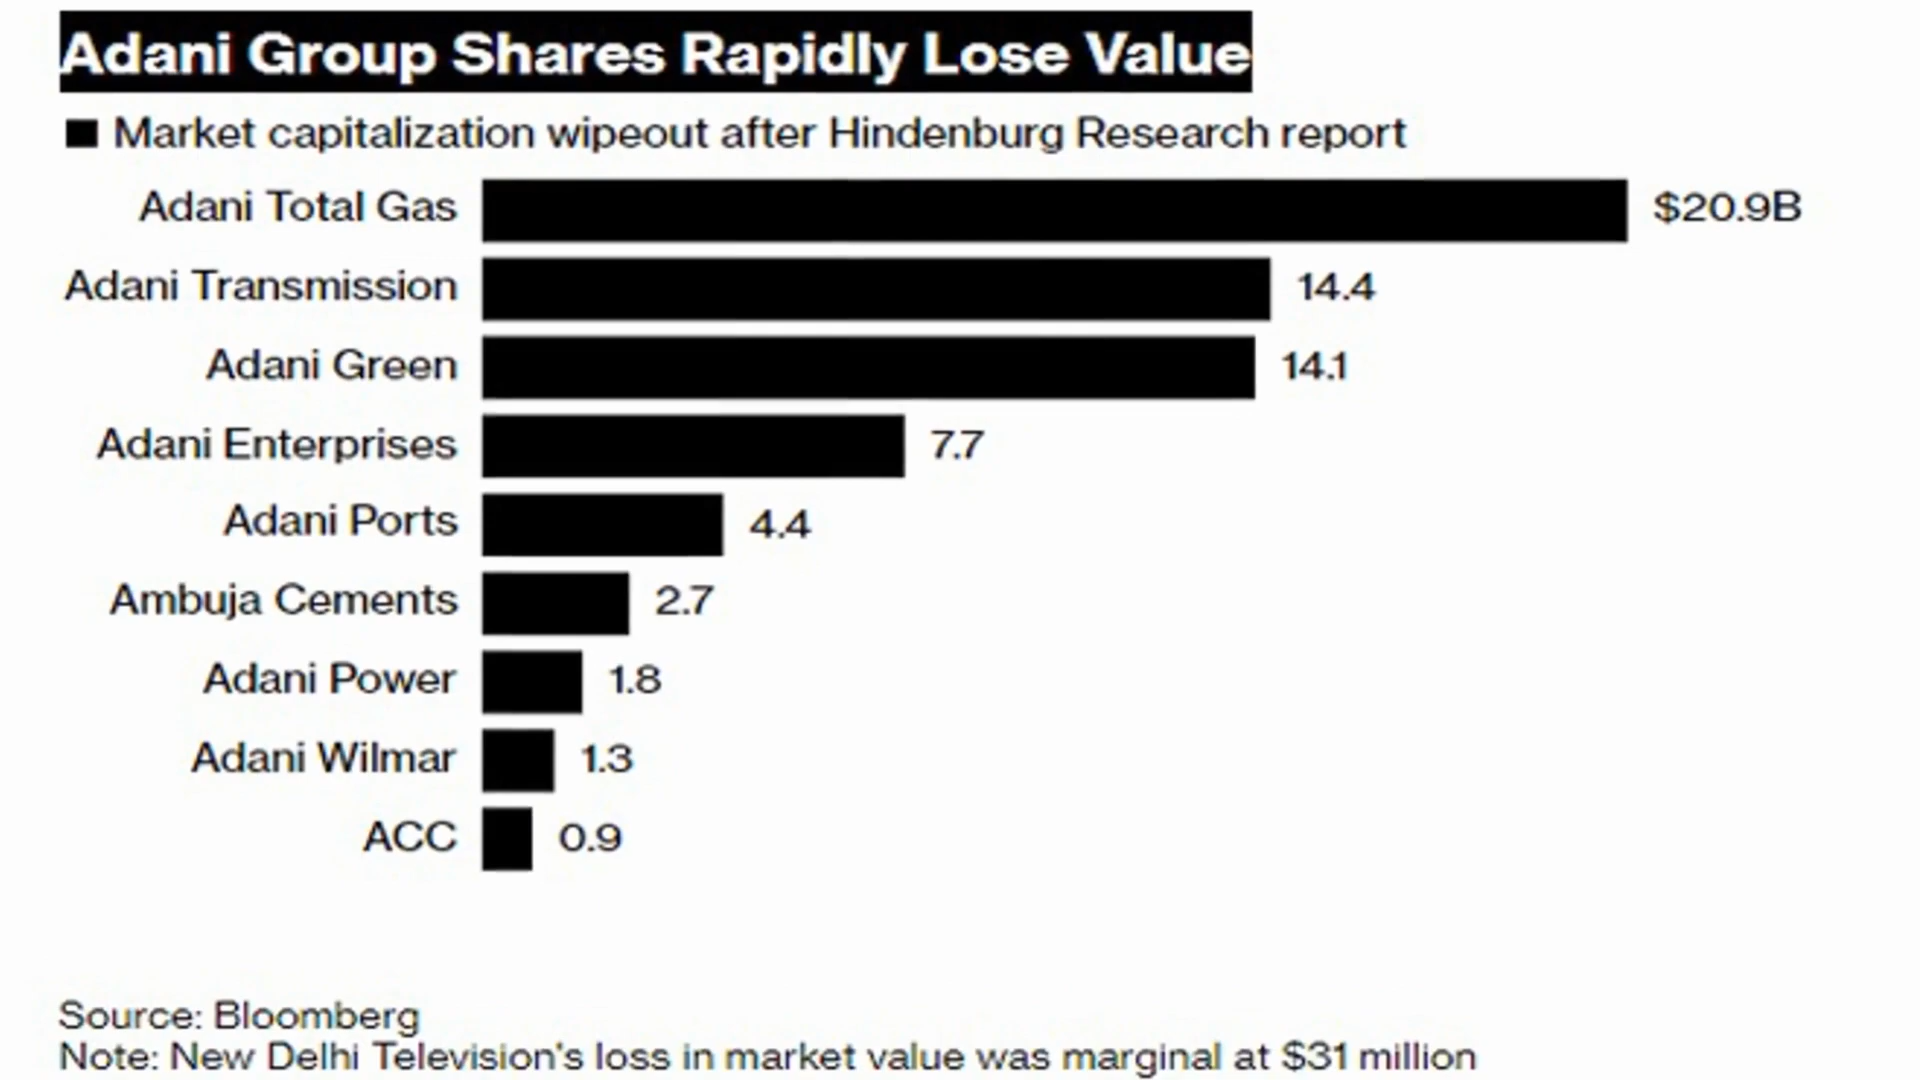 Adani Group Shares Rapidly Lose Value
Market capitalization wipeout after Hindenburg Research report
Adani Total Gas $20.9B
Adani Transmission 14.4
Adani Green 14.1
Adani Enterprises 7.7
Adani Ports 4.4
Ambuja Cements 2.7
Adani Power 1.8
Adani Wilmar 1.3
ACC 0.9
Source: Bloomberg
Note: New Delhi Television's loss in market value was marginal at $31 million